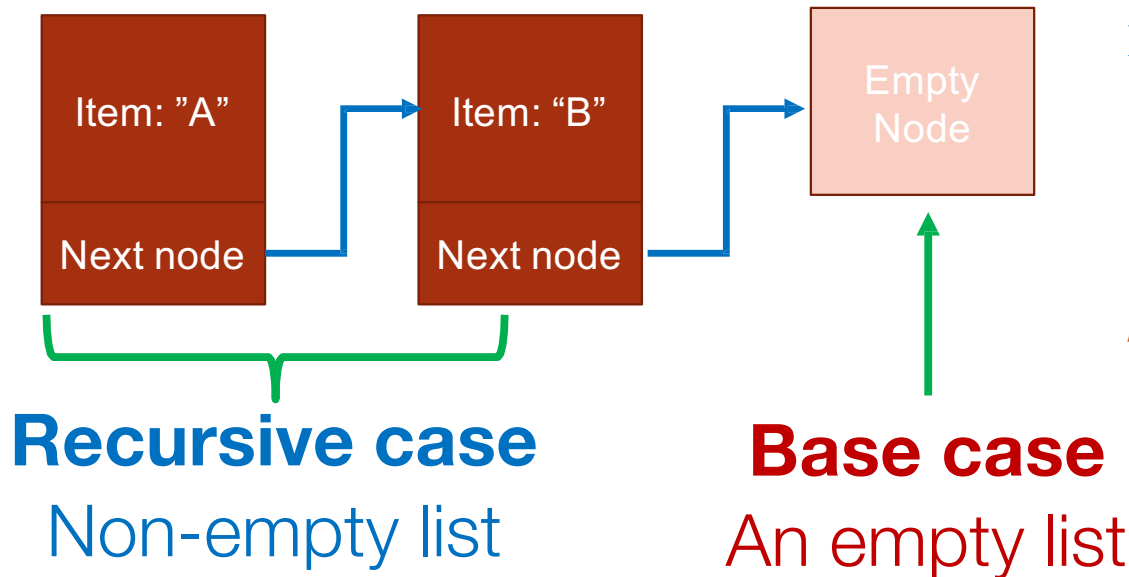 Item: ”A”
Next node
Item: “B”
Next node
Empty
Node
Recursive case
Non-empty list
Base case
An empty list